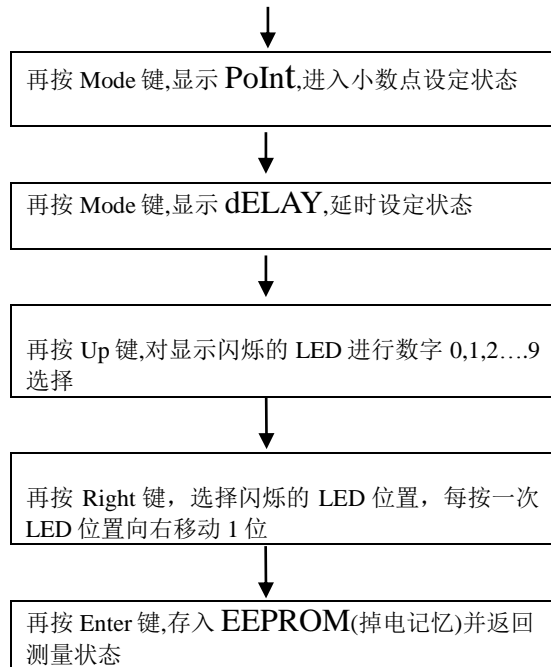 再按 Mode 键,显示 PoInt,进入小数点设定状态
再按 Mode 键,显示 dELAY,延时设定状态
再按 Up 键,对显示闪烁的 LED 进行数字 0,1,2….9
选择
再按 Right 键，选择闪烁的 LED 位置，每按一次
LED 位置向右移动 1 位
再按 Enter 键,存入 EEPROM(掉电记忆)并返回
测量状态